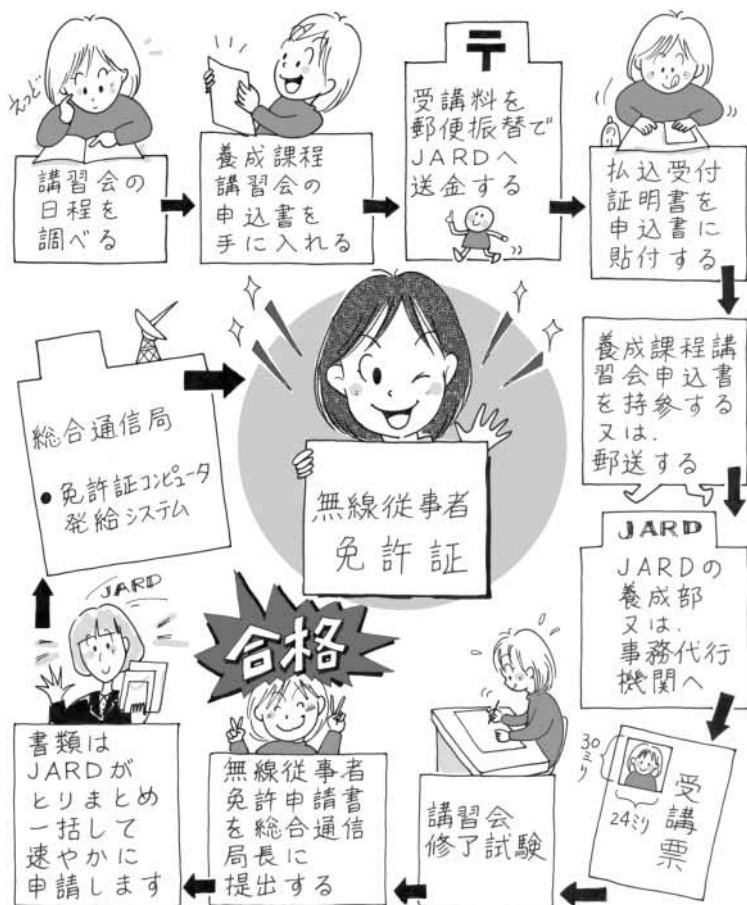 えっと
講習会の
日程を
調べる
養成課程
講習会の
申込書を
手に入れる
〒
受講料を
郵便振替で
JARDへ
送金する
のり
払込受付
証明書を
申込書に
貼付する
養成課程講
習会申込書
を持参する
又は、
郵送する
JARD
JARDの
養成部
又は、
事務代行
機関へ
30ミリ
24ミリ
受講票
講習会
修了試験
合格
無線従事者
免許申請書
を総合通信
局長に
提出する
JARD
書類は
JARDが
とりまとめ
一括して
速やかに
申請します
総合通信局
●免許証コンピュータ
発給システム
無線従事者
免許証